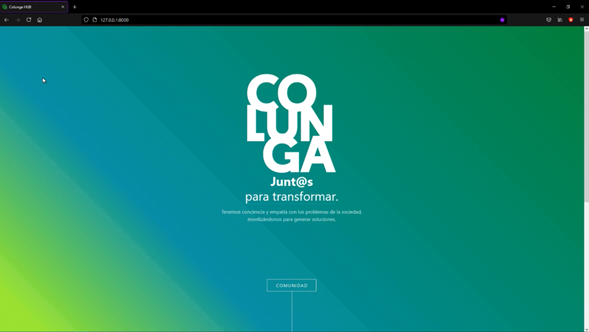 Colunga HUB
127.0.0.1:8000
CO
LUN
GA
Junt@s
para transformar.
Tenemos conciencia y empatía con los problemas de la sociedad,
movilizándonos para generar soluciones.
COMUNIDAD